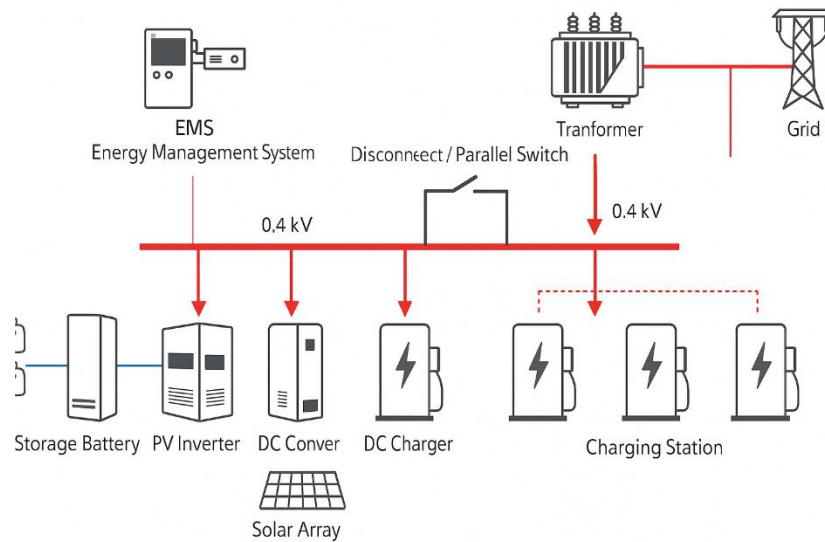 EMS
Energy Management System
Tranformer
Grid
Disconnect / Parallel Switch
0,4 kV
0.4 kV
Storage Battery
PV Inverter
DC Conver
DC Charger
Charging Station
Solar Array